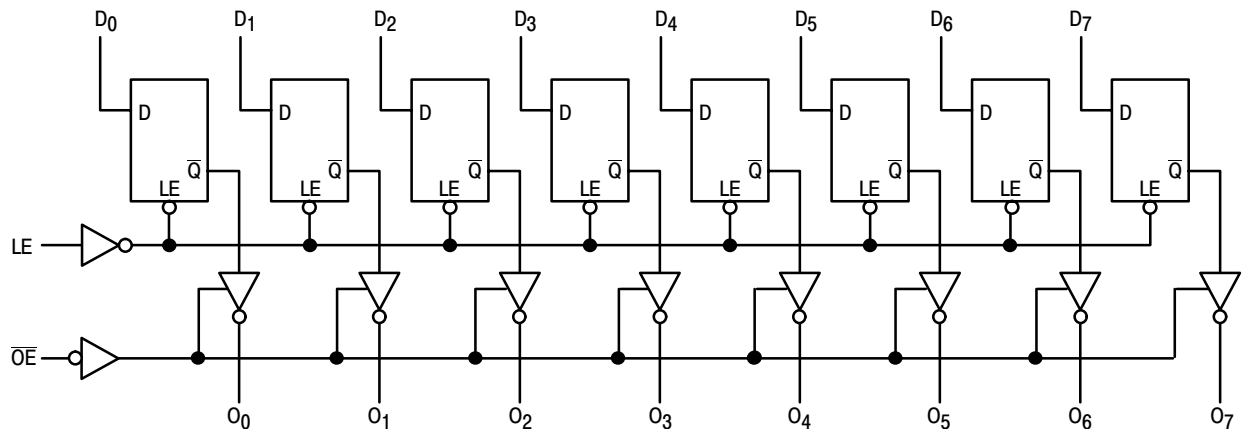 D₀ D₁ D₂ D₃ D₄ D₅ D₆ D₇
D D D D D D D D
Q̅ Q̅ Q̅ Q̅ Q̅ Q̅ Q̅ Q̅
LE LE LE LE LE LE LE LE
LE
O̅E̅
O₀ O₁ O₂ O₃ O₄ O₅ O₆ O₇